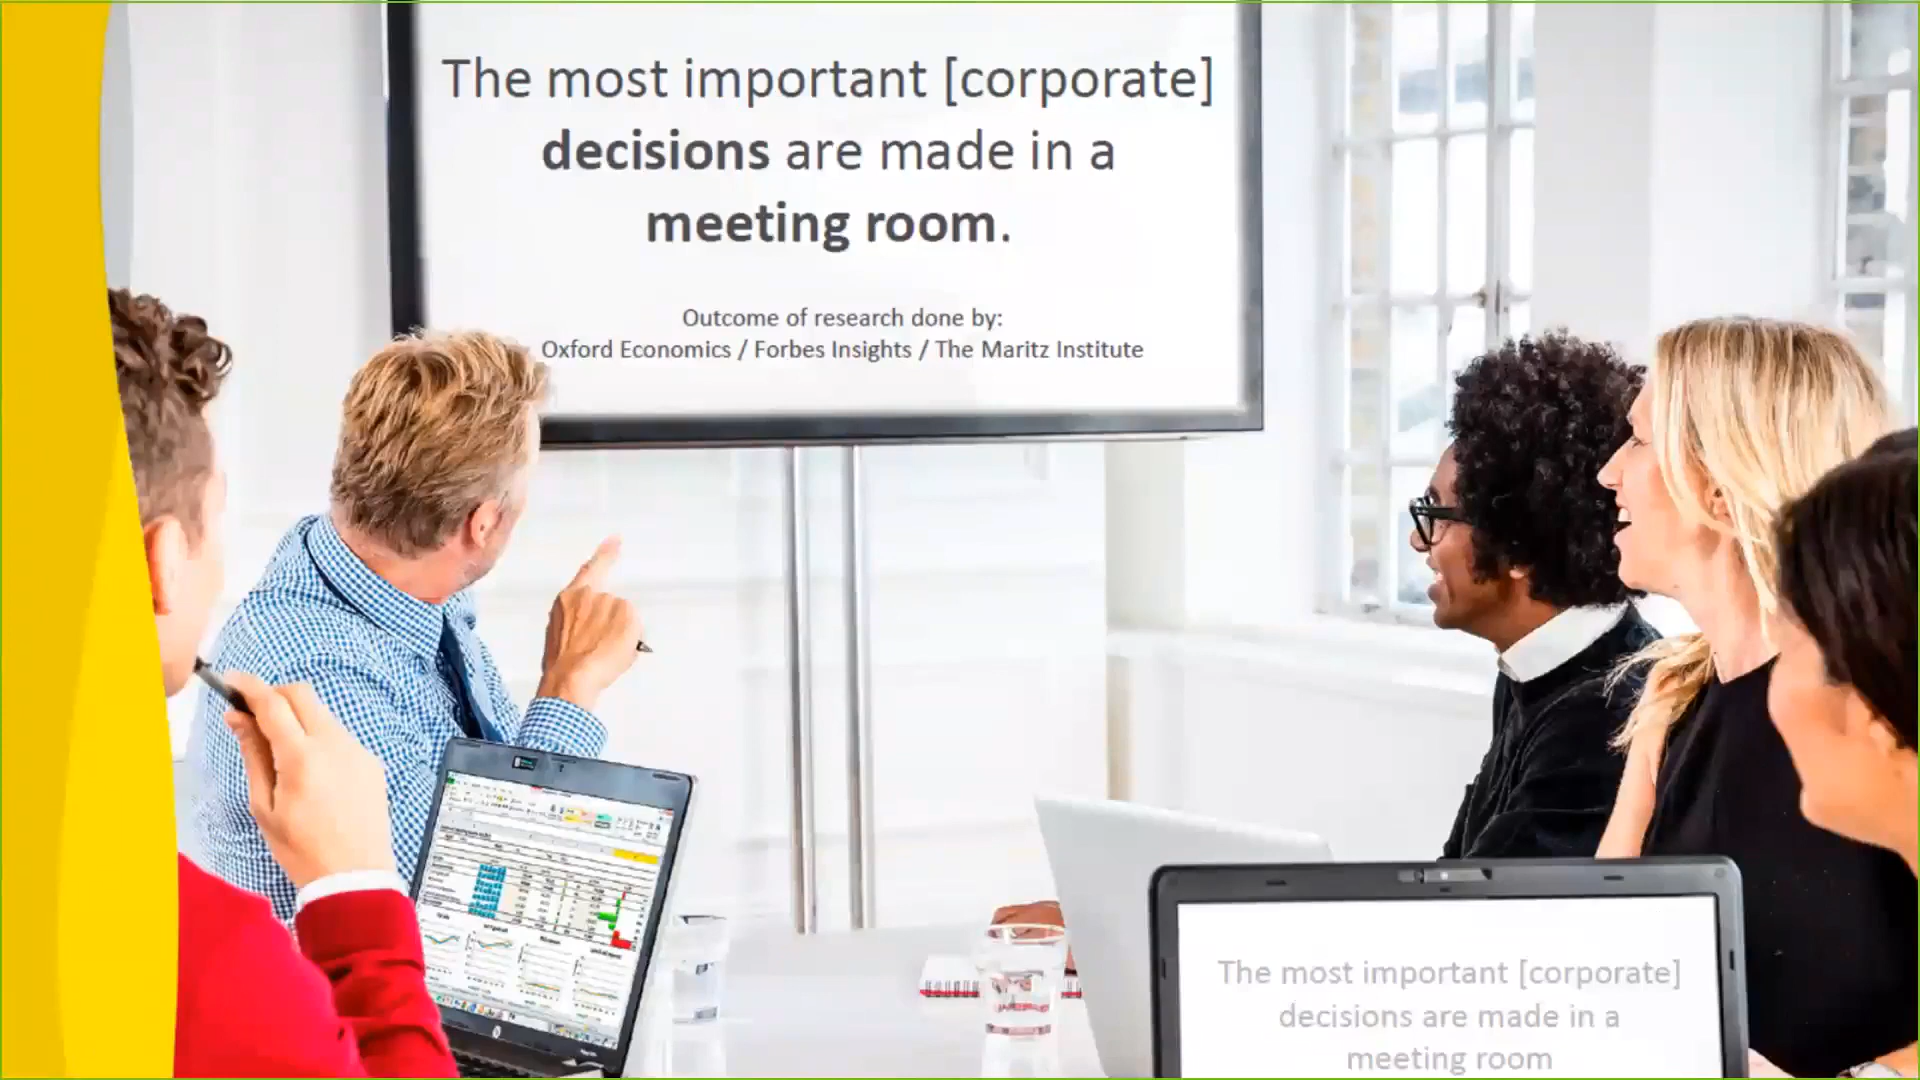 The most important [corporate]
decisions are made in a
meeting room.
Outcome of research done by:
Oxford Economics / Forbes Insights / The Maritz Institute
The most important [corporate]
decisions are made in a
meeting room